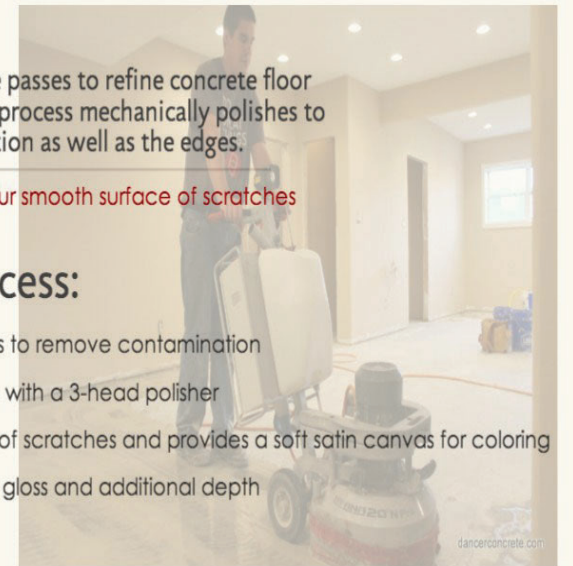 e passes to refine concrete floor
process mechanically polishes to
tion as well as the edges.
ur smooth surface of scratches
cess:
s to remove contamination
with a 3-head polisher
of scratches and provides a soft satin canvas for coloring
gloss and additional depth
dancerconcrete.com